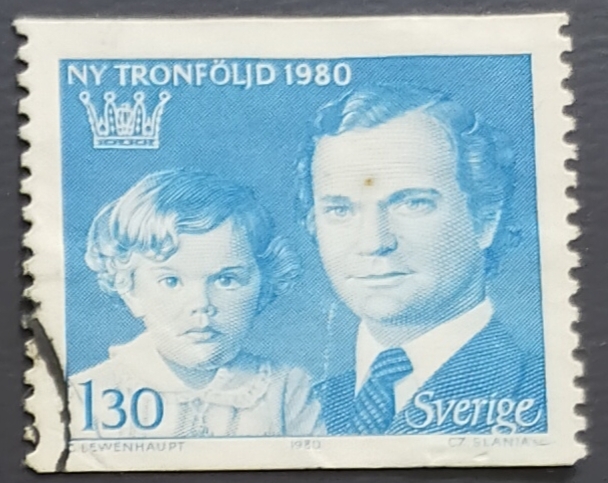 NY TRONFÖLJD 1980
130
Sverige
C LEWENHAUPT 1980 CZ SLANIA